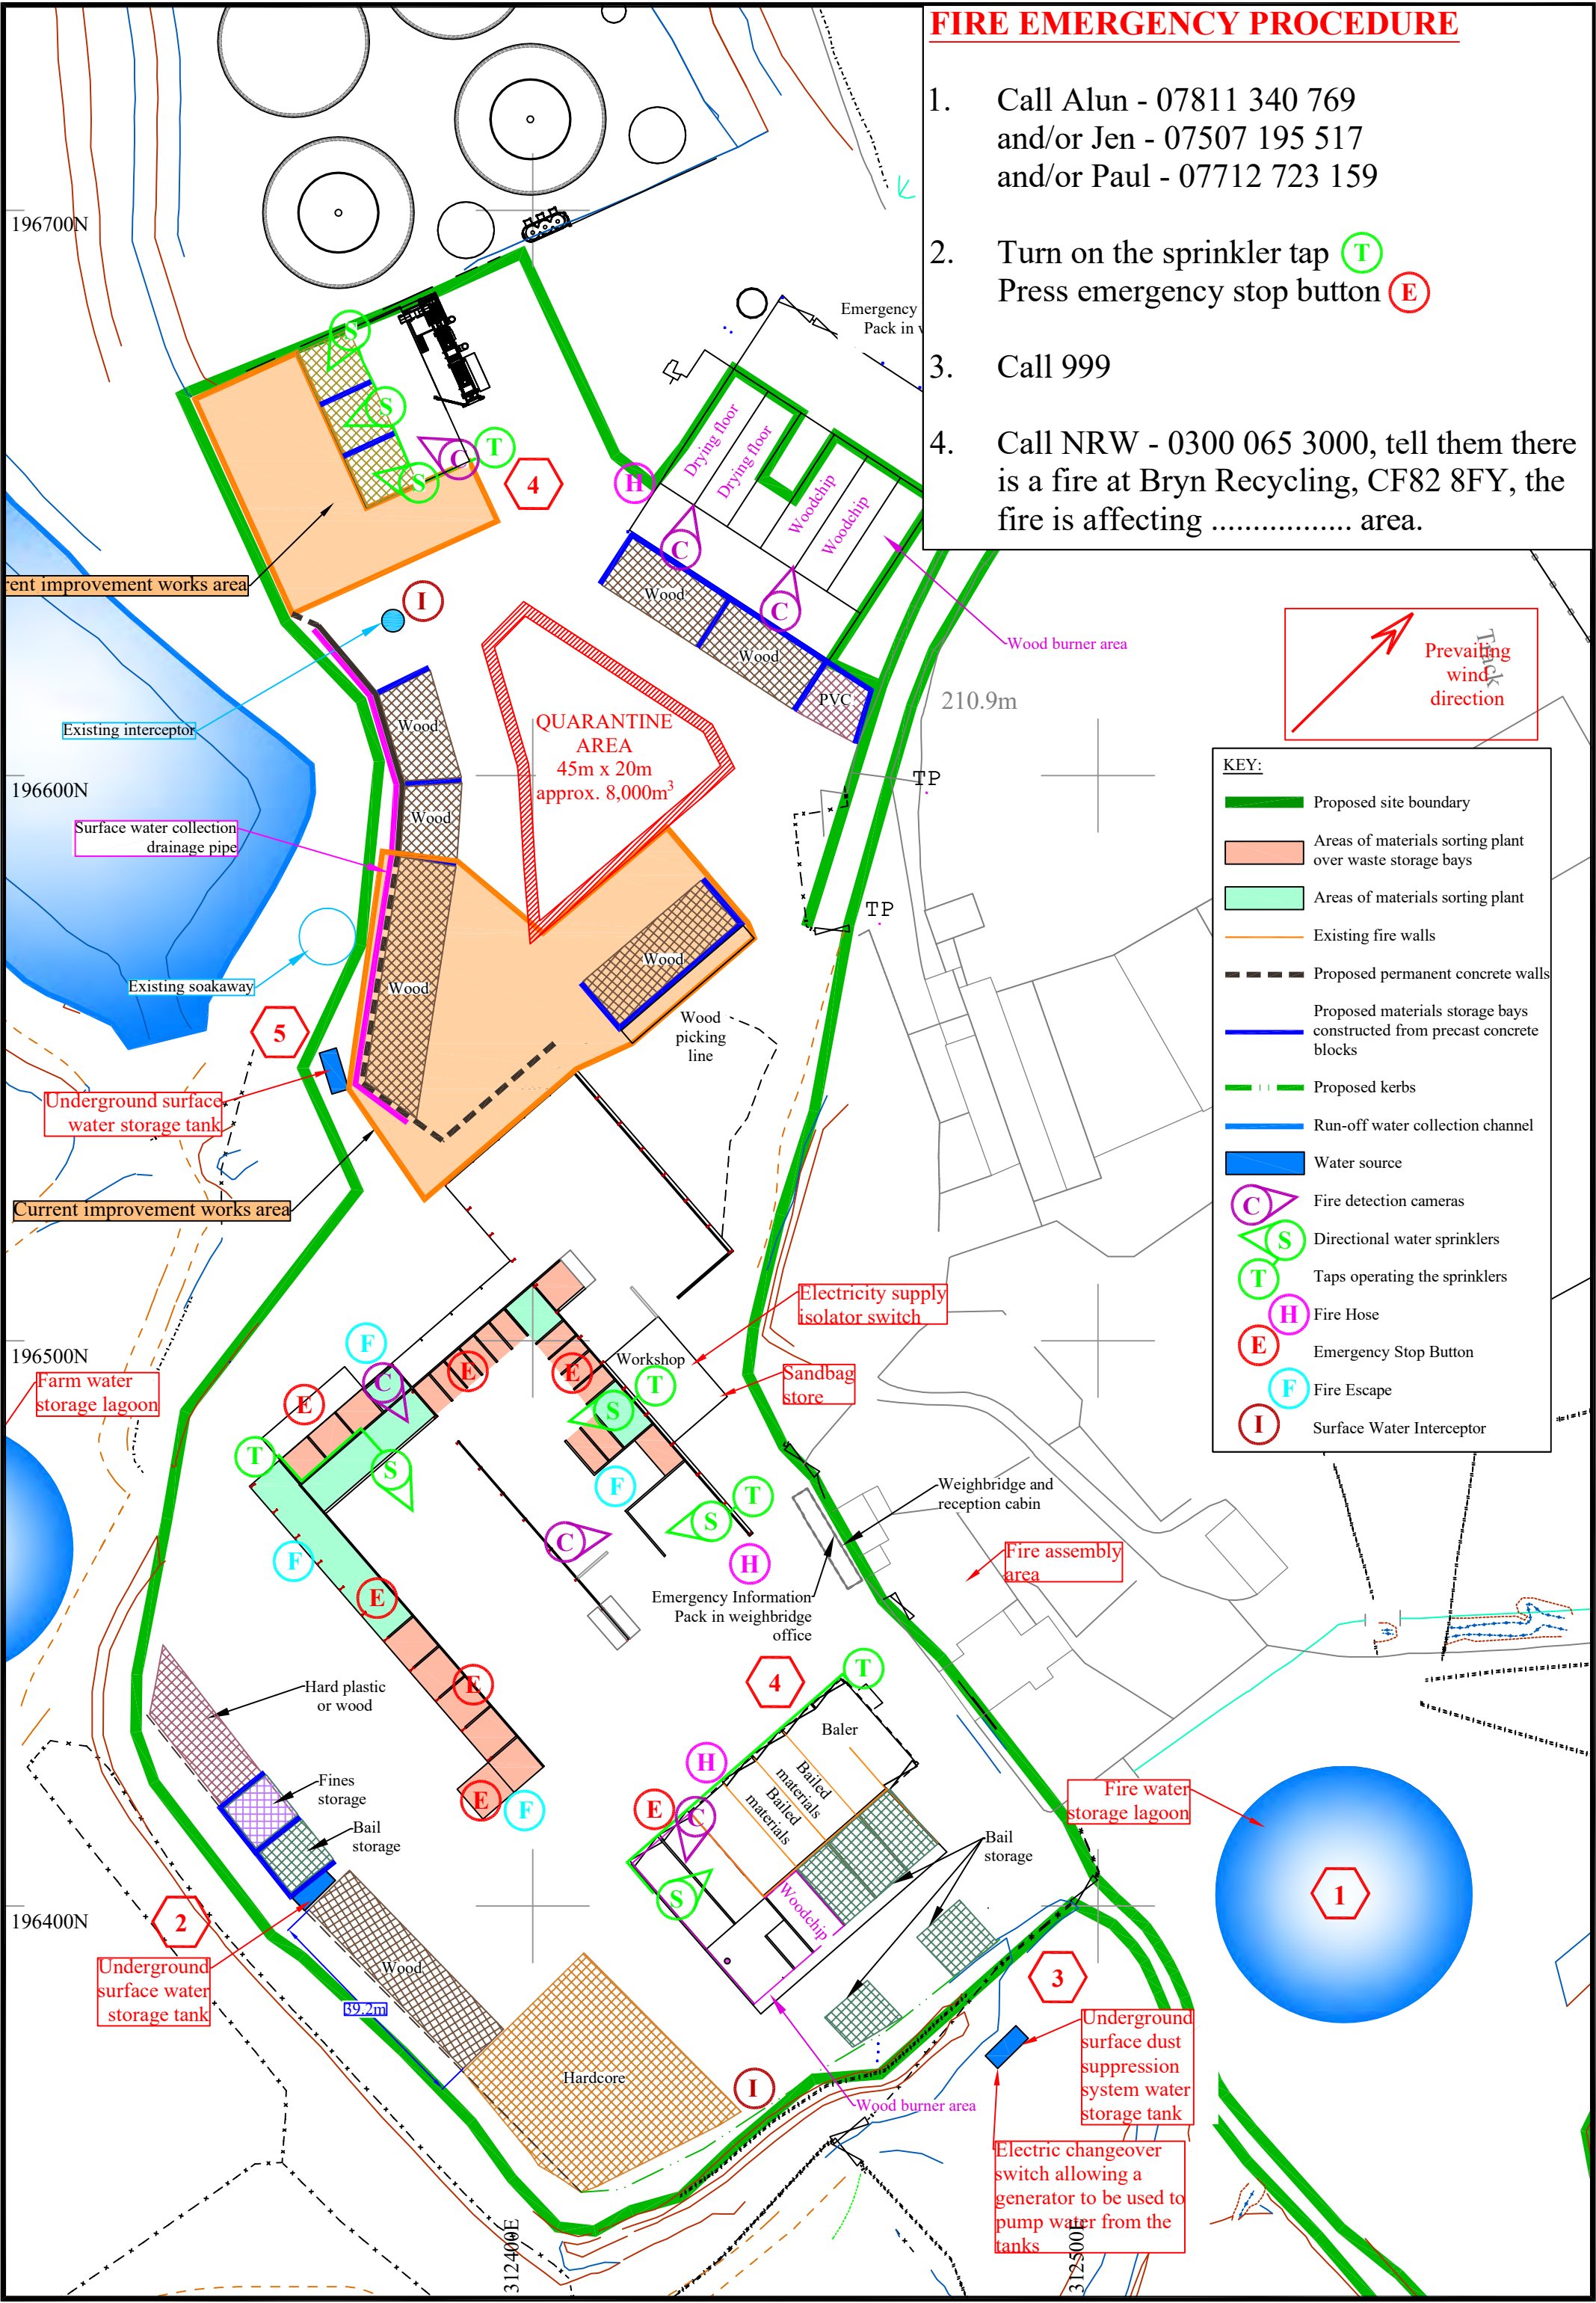 FIRE EMERGENCY PROCEDURE
1. Call Alun - 07811 340 769
and/or Jen - 07507 195 517
and/or Paul - 07712 723 159
2. Turn on the sprinkler tap T
Press emergency stop button E
3. Call 999
4. Call NRW - 0300 065 3000, tell them there
is a fire at Bryn Recycling, CF82 8FY, the
fire is affecting ................. area.
196700N
Emergency
Pack in
S
S
S
C
T
4
H
Drying floor
Drying floor
Woodchip
Woodchip
C
C
rent improvement works area
I
Wood
Wood
PVC
Wood burner area
210.9m
Track
Prevailing
wind
direction
Existing interceptor
Wood
QUARANTINE
AREA
45m x 20m
approx. 8,000m³
196600N
Wood
Surface water collection
drainage pipe
TP
TP
KEY:
Proposed site boundary
Areas of materials sorting plant
over waste storage bays
Areas of materials sorting plant
Existing fire walls
Proposed permanent concrete walls
Proposed materials storage bays
constructed from precast concrete
blocks
Proposed kerbs
Run-off water collection channel
Water source
C Fire detection cameras
S Directional water sprinklers
T Taps operating the sprinklers
H Fire Hose
E Emergency Stop Button
F Fire Escape
I Surface Water Interceptor
Existing soakaway
Wood
Wood
Wood
picking
line
5
Underground surface
water storage tank
Current improvement works area
Electricity supply
isolator switch
196500N
Workshop
Sandbag
store
Farm water
storage lagoon
F
C
E
E
E
T
S
T
S
F
T
S
C
H
F
E
Weighbridge and
reception cabin
Fire assembly
area
Emergency Information
Pack in weighbridge
office
E
E
F
Hard plastic
or wood
Fines
storage
Bail
storage
4
T
Baler
Bailed
materials
Bailed
materials
H
E
C
S
Woodchip
Bail
storage
Fire water
storage lagoon
1
196400N
2
Underground
surface water
storage tank
Wood
39.2m
Hardcore
I
Wood burner area
3
Underground
surface dust
suppression
system water
storage tank
Electric changeover
switch allowing a
generator to be used to
pump water from the
tanks
312400E
312500E